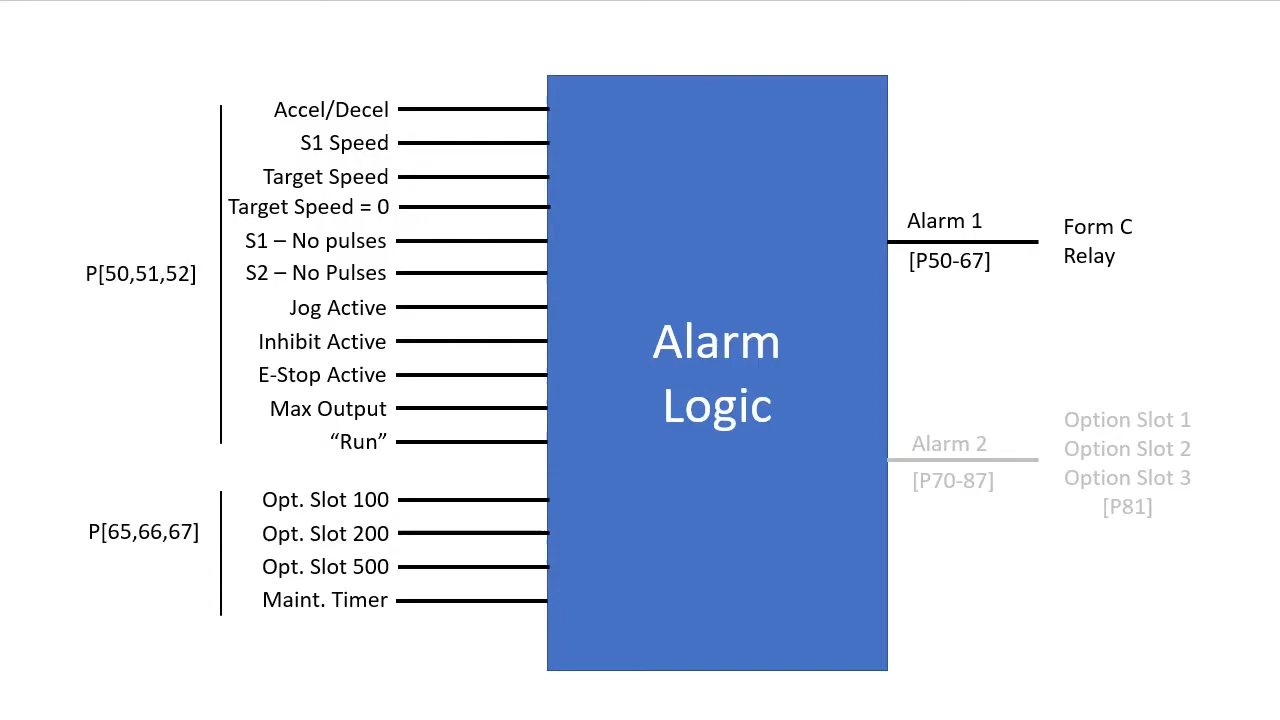 Accel/Decel
S1 Speed
Target Speed
Target Speed = 0
S1 – No pulses
S2 – No Pulses
Jog Active
Inhibit Active
E-Stop Active
Max Output
“Run”
P[50,51,52]
Opt. Slot 100
Opt. Slot 200
Opt. Slot 500
Maint. Timer
P[65,66,67]
Alarm
Logic
Alarm 1
[P50-67]
Form C
Relay
Alarm 2
[P70-87]
Option Slot 1
Option Slot 2
Option Slot 3
[P81]